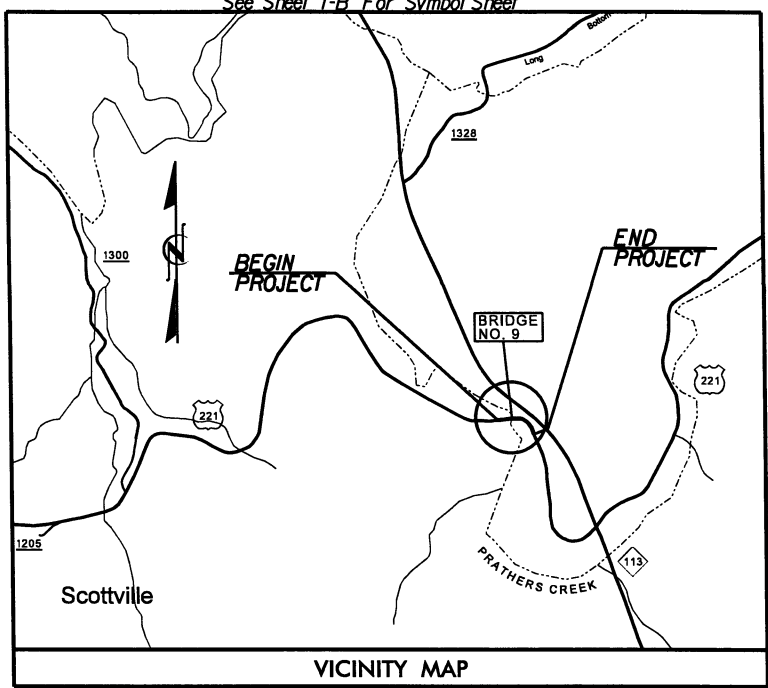 See Sheet 1-B For Symbol Sheet
Long
Bottom
1328
1300
N
BEGIN
PROJECT
END
PROJECT
BRIDGE
NO. 9
221
221
1205
Scottville
PRATHERS CREEK
113
VICINITY MAP